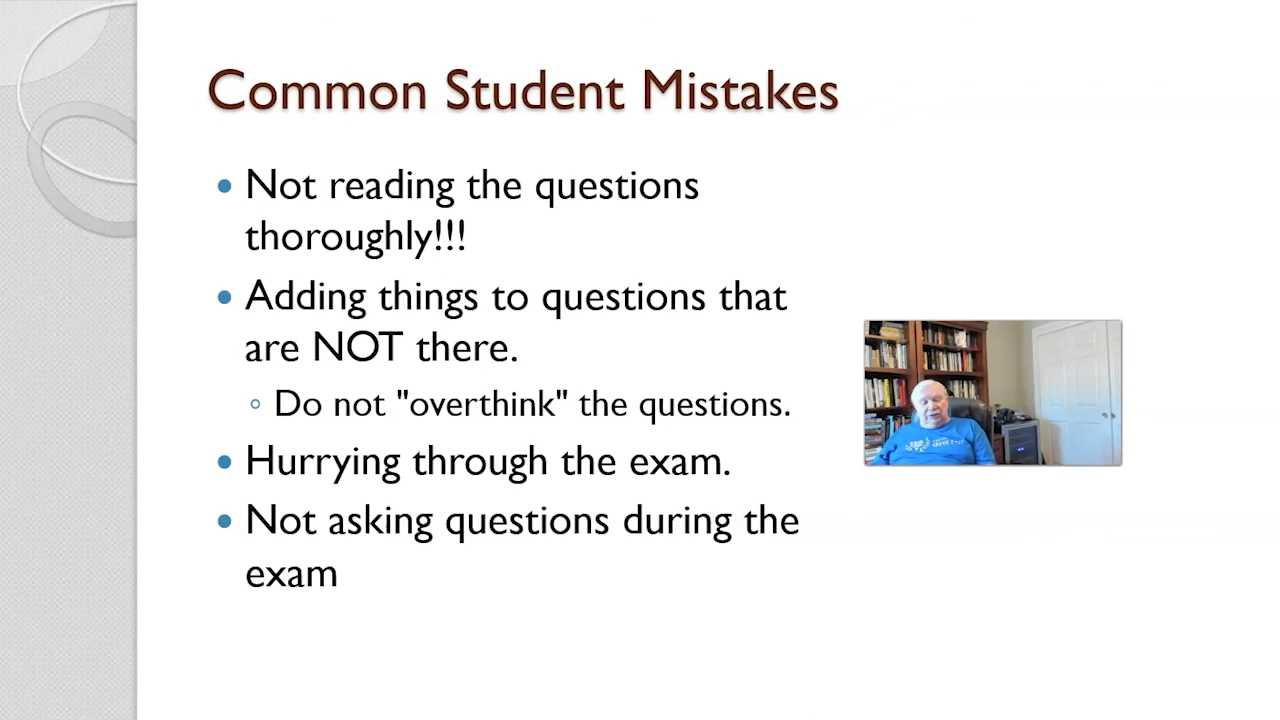 Common Student Mistakes
• Not reading the questions
thoroughly!!!
• Adding things to questions that
are NOT there.
◦ Do not "overthink" the questions.
• Hurrying through the exam.
• Not asking questions during the
exam